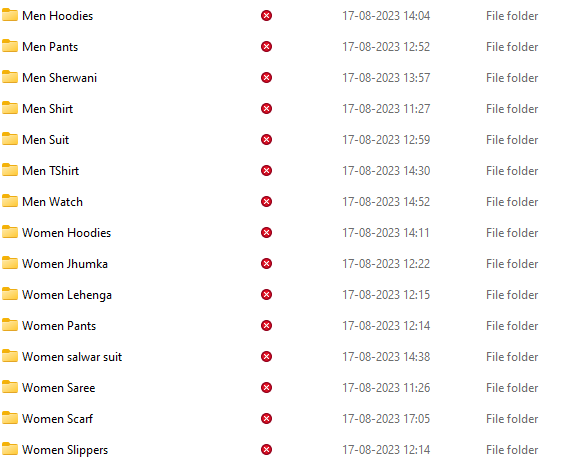 Men Hoodies 17-08-2023 14:04 File folder
Men Pants 17-08-2023 12:52 File folder
Men Sherwani 17-08-2023 13:57 File folder
Men Shirt 17-08-2023 11:27 File folder
Men Suit 17-08-2023 12:59 File folder
Men TShirt 17-08-2023 14:30 File folder
Men Watch 17-08-2023 14:52 File folder
Women Hoodies 17-08-2023 14:11 File folder
Women Jhumka 17-08-2023 12:22 File folder
Women Lehenga 17-08-2023 12:15 File folder
Women Pants 17-08-2023 12:14 File folder
Women salwar suit 17-08-2023 14:38 File folder
Women Saree 17-08-2023 11:26 File folder
Women Scarf 17-08-2023 17:05 File folder
Women Slippers 17-08-2023 12:14 File folder